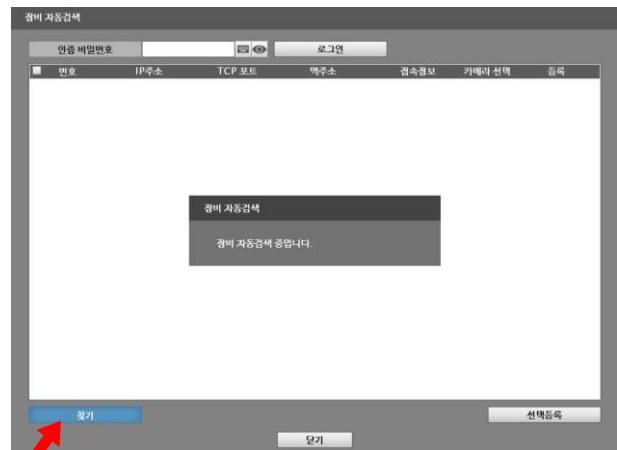 장비 자동검색
인증 비밀번호 로그인
번호 IP주소 TCP 포트 맥주소 접속정보 카메라 선택 등록
장비 자동검색
장비 자동검색 중입니다.
찾기 선택등록
닫기